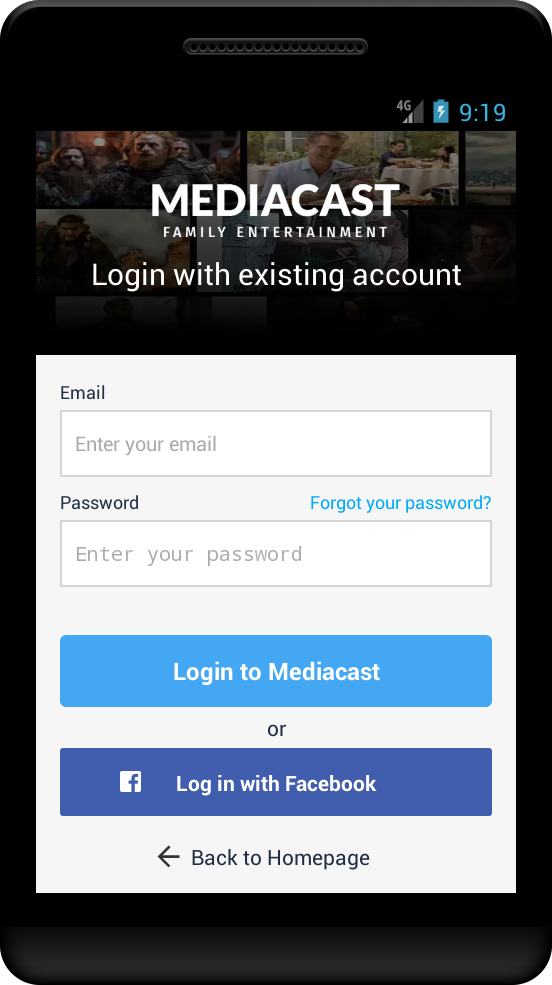 4G 9:19
MEDIACAST
FAMILY ENTERTAINMENT
Login with existing account
Email
Enter your email
Password Forgot your password?
Enter your password
Login to Mediacast
or
Log in with Facebook
Back to Homepage